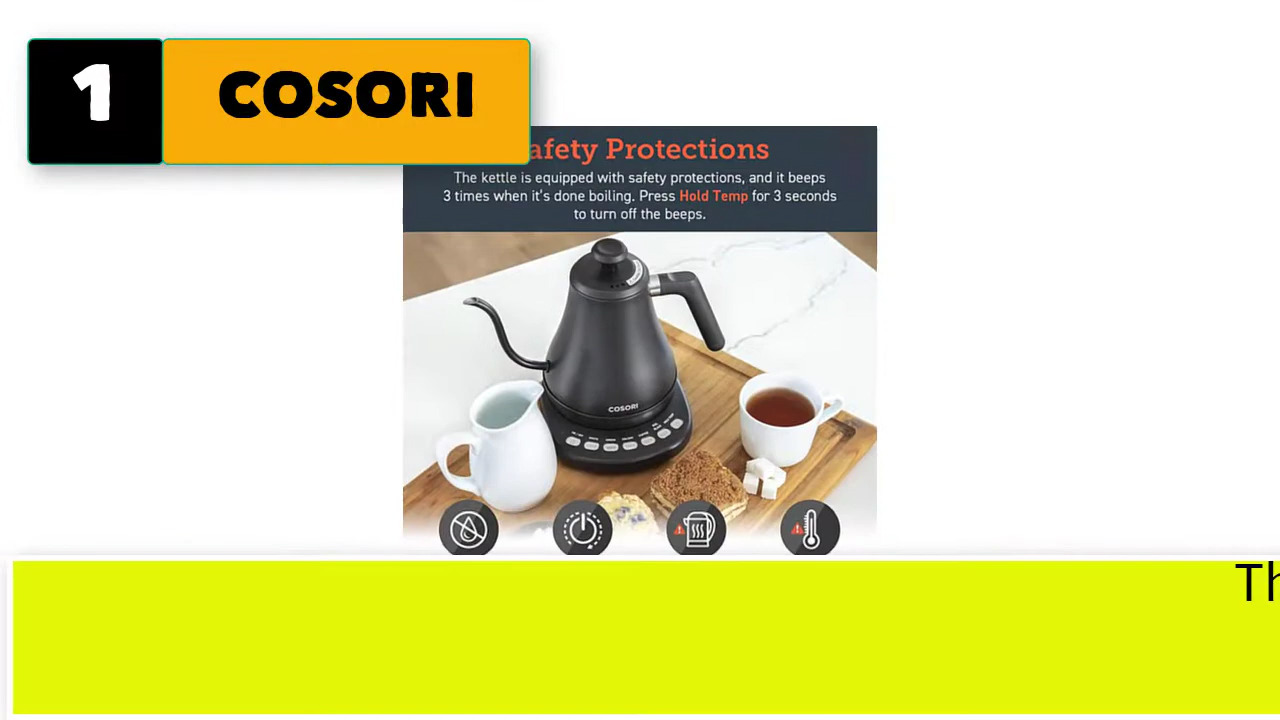 1 COSORI
afety Protections
The kettle is equipped with safety protections, and it beeps
3 times when it's done boiling. Press Hold Temp for 3 seconds
to turn off the beeps.
COSORI
Th